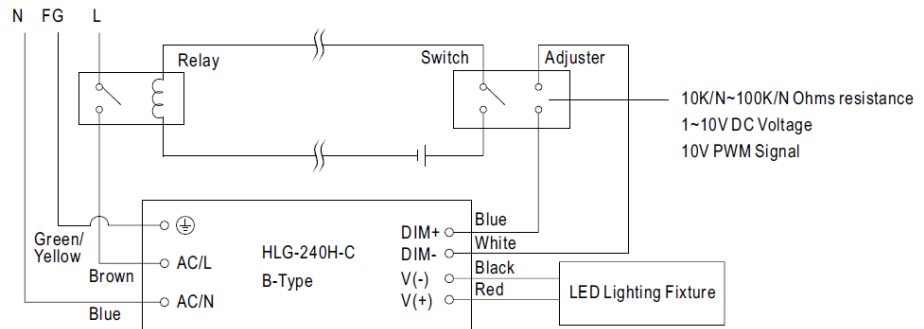 N FG L
Relay
Switch
Adjuster
10K/N~100K/N Ohms resistance
1~10V DC Voltage
10V PWM Signal
Green/
Yellow
Brown
Blue
AC/L
AC/N
HLG-240H-C
B-Type
DIM+
DIM-
V(-)
V(+)
Blue
White
Black
Red
LED Lighting Fixture